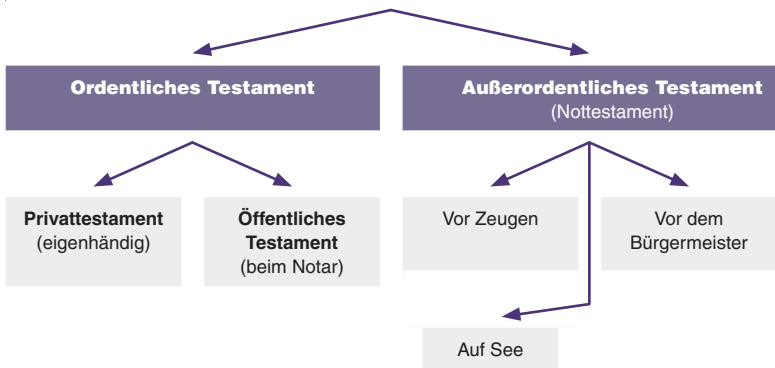 Ordentliches Testament
Außerordentliches Testament
(Nottestament)
Privattestament
(eigenhändig)
Öffentliches
Testament
(beim Notar)
Vor Zeugen
Vor dem
Bürgermeister
Auf See